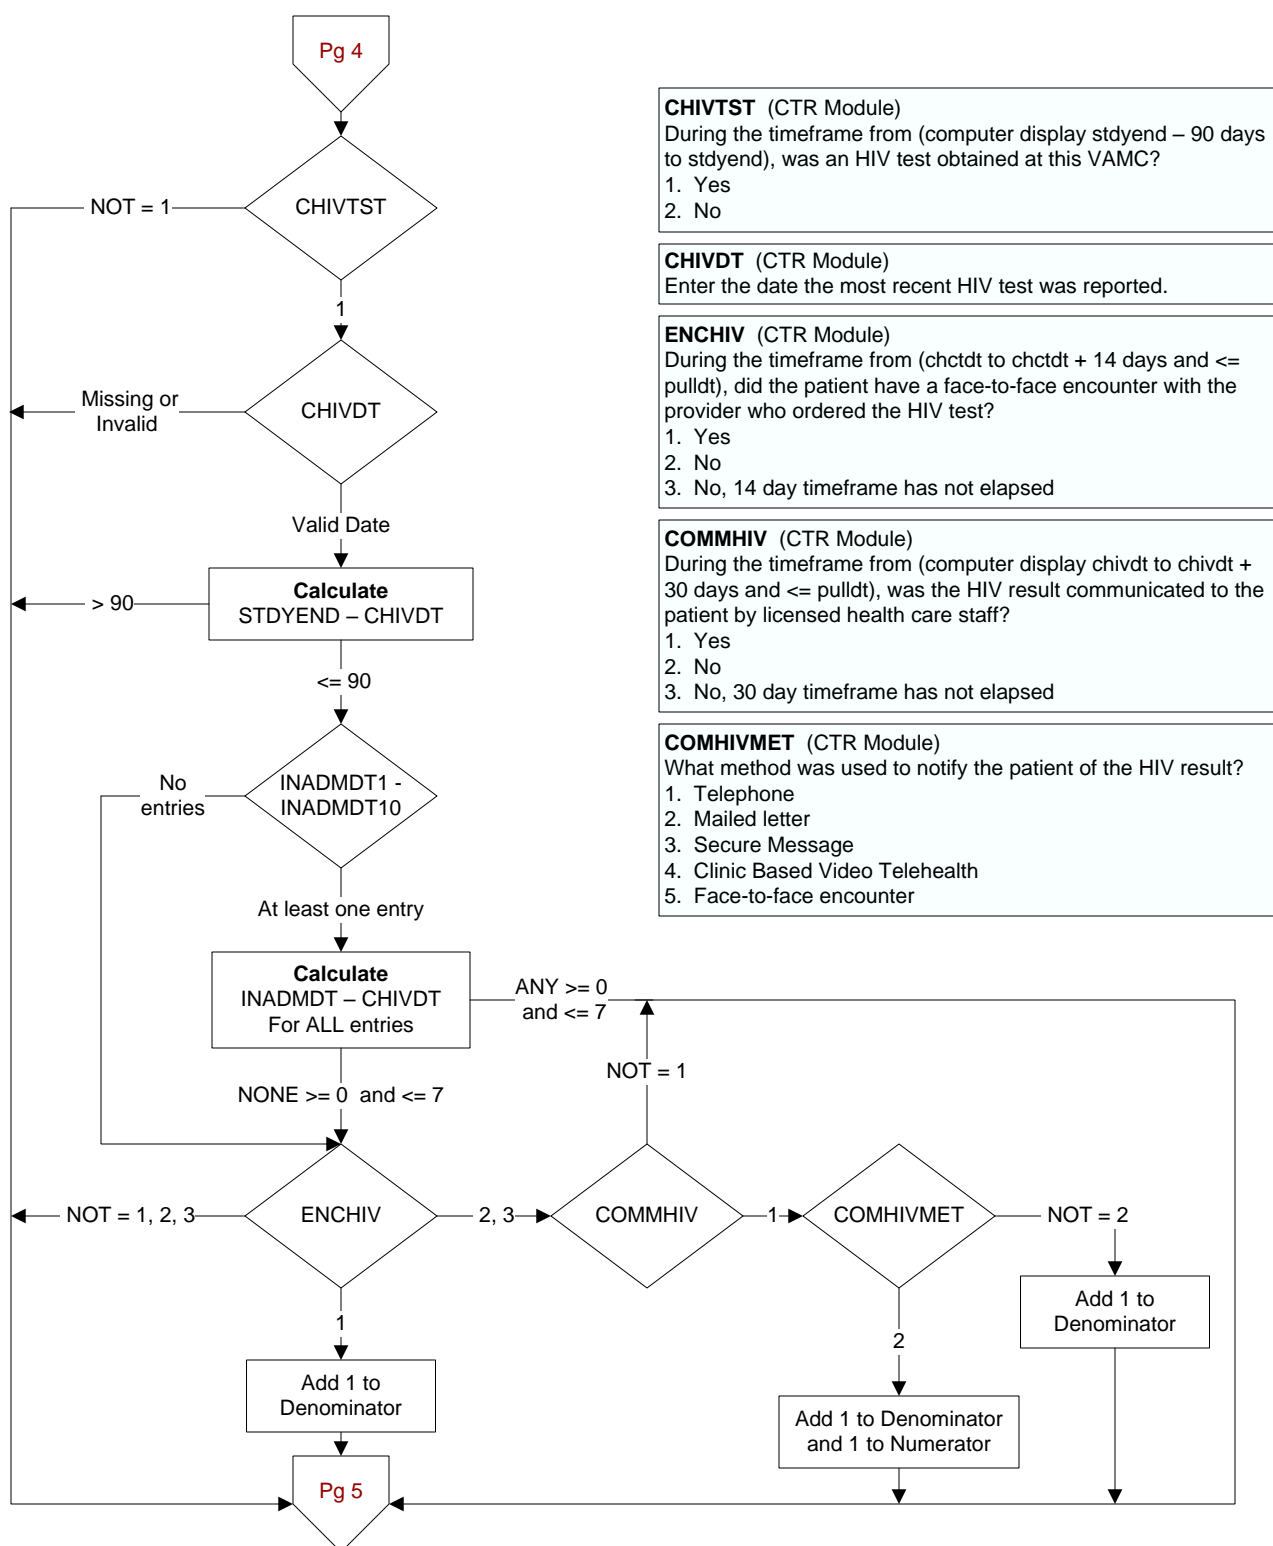 Pg 4
CHIVTST
NOT = 1
1
CHIVDT
Missing or
Invalid
Valid Date
Calculate
STDYEND – CHIVDT
> 90
<= 90
INADMDT1 -
INADMDT10
No
entries
At least one entry
Calculate
INADMDT – CHIVDT
For ALL entries
ANY >= 0
and <= 7
NONE >= 0 and <= 7
NOT = 1
ENCHIV
NOT = 1, 2, 3
2, 3
COMMHIV
1
COMHIVMET
NOT = 2
Add 1 to
Denominator
1
2
Add 1 to
Denominator
Add 1 to Denominator
and 1 to Numerator
Pg 5
CHIVTST (CTR Module)
During the timeframe from (computer display stdyend – 90 days
to stdyend), was an HIV test obtained at this VAMC?
1. Yes
2. No
CHIVDT (CTR Module)
Enter the date the most recent HIV test was reported.
ENCHIV (CTR Module)
During the timeframe from (chctdt to chctdt + 14 days and <=
pulldt), did the patient have a face-to-face encounter with the
provider who ordered the HIV test?
1. Yes
2. No
3. No, 14 day timeframe has not elapsed
COMMHIV (CTR Module)
During the timeframe from (computer display chivdt to chivdt +
30 days and <= pulldt), was the HIV result communicated to the
patient by licensed health care staff?
1. Yes
2. No
3. No, 30 day timeframe has not elapsed
COMHIVMET (CTR Module)
What method was used to notify the patient of the HIV result?
1. Telephone
2. Mailed letter
3. Secure Message
4. Clinic Based Video Telehealth
5. Face-to-face encounter